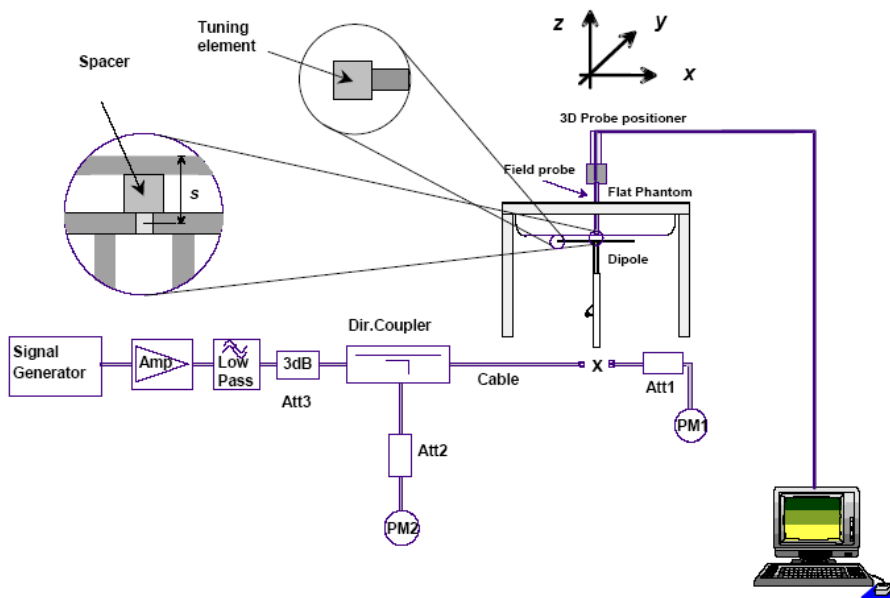 Tuning
element
z
y
x
Spacer
3D Probe positioner
Field probe
Flat Phantom
s
Dipole
Dir.Coupler
Signal
Generator
Amp
Low
Pass
3dB
Att3
Cable
X
Att1
PM1
Att2
PM2